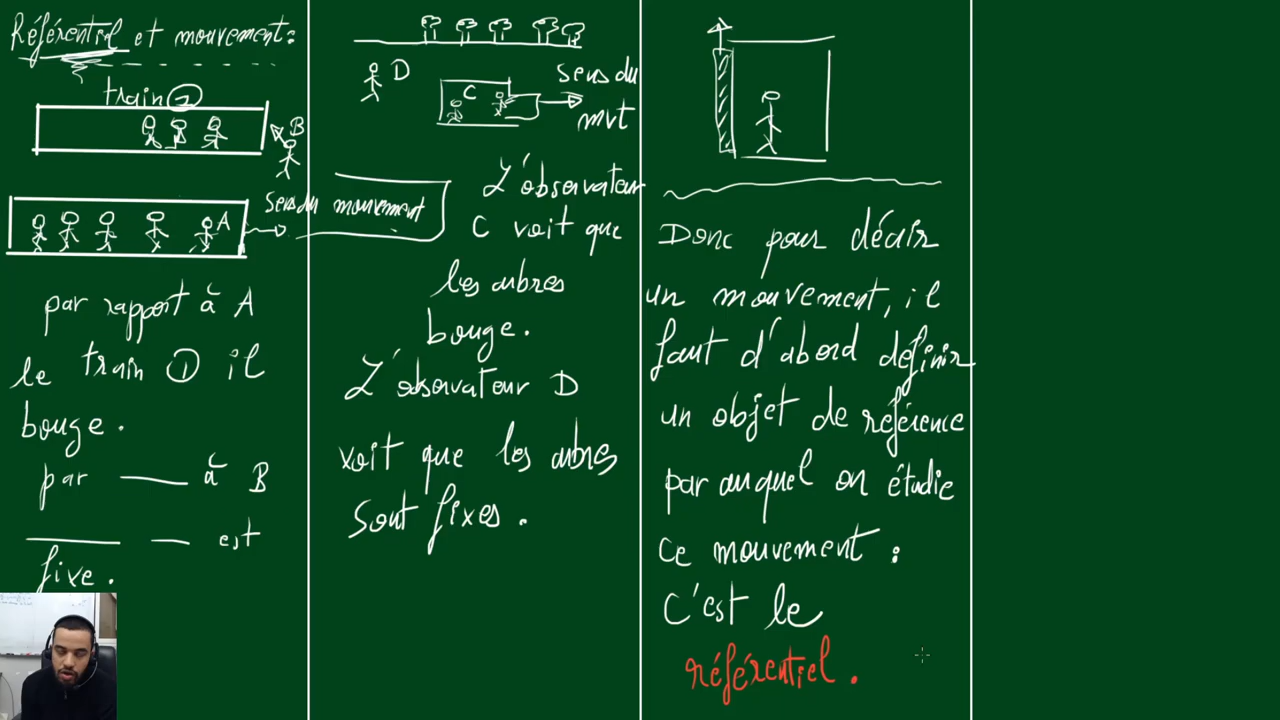 Référentiel et mouvement:
train 1
B
A
Sens du mouvement
par rapport à A
le train 1 il
bouge.
par —— à B
—— — est
fixe.
D
C
sens du
mvt
L'observateur
C voit que
les arbres
bouge.
L'observateur D
voit que les arbres
sont fixes.
Donc pour décrir
un mouvement, il
faut d'abord définir
un objet de référence
par auquel on étudie
ce mouvement :
C'est le
référentiel.